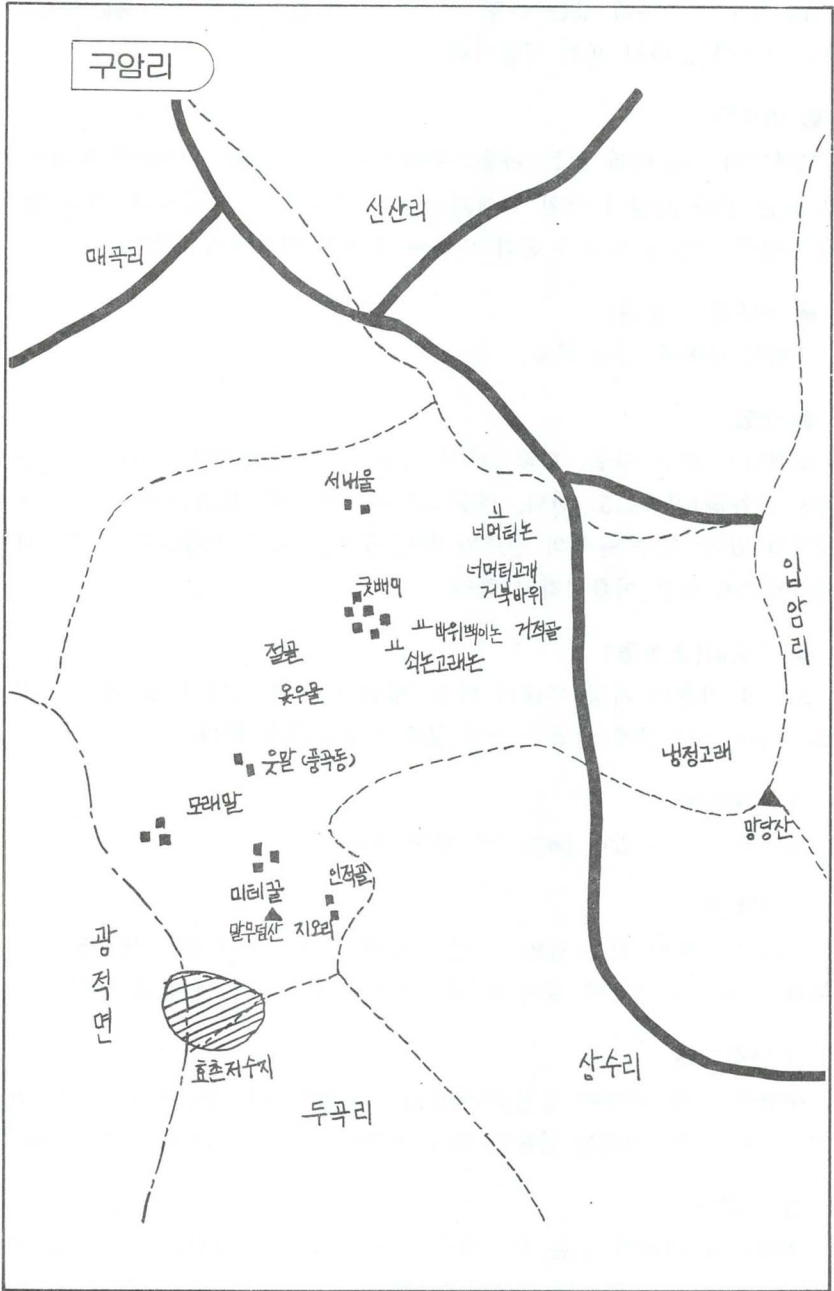 구암리
신산리
매곡리
서내울
너머티논
너머티고개
거북바위
굿배미
바위백이논
거적골
쇠논고래논
입암리
절골
옷우물
냉정고래
웃말 (풍곡동)
모래말
망당산
인적골
미테꿀
말무덤산
지오리
광적면
효촌저수지
삼수리
두곡리